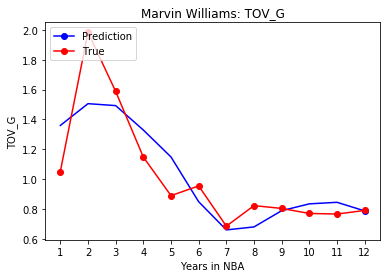 Marvin Williams: TOV_G
Prediction
True
TOV_G
2.0
1.8
1.6
1.4
1.2
1.0
0.8
0.6
1 2 3 4 5 6 7 8 9 10 11 12
Years in NBA